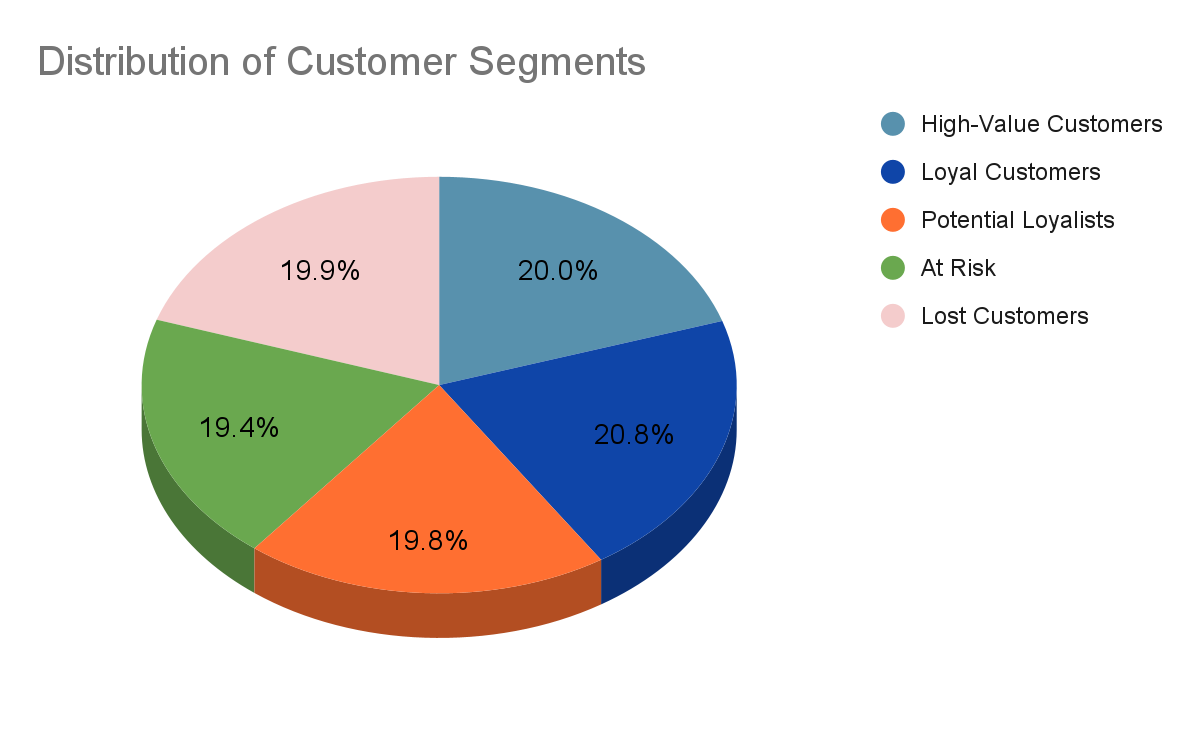 Distribution of Customer Segments
High-Value Customers
Loyal Customers
Potential Loyalists
At Risk
Lost Customers
19.9%
20.0%
19.4%
20.8%
19.8%